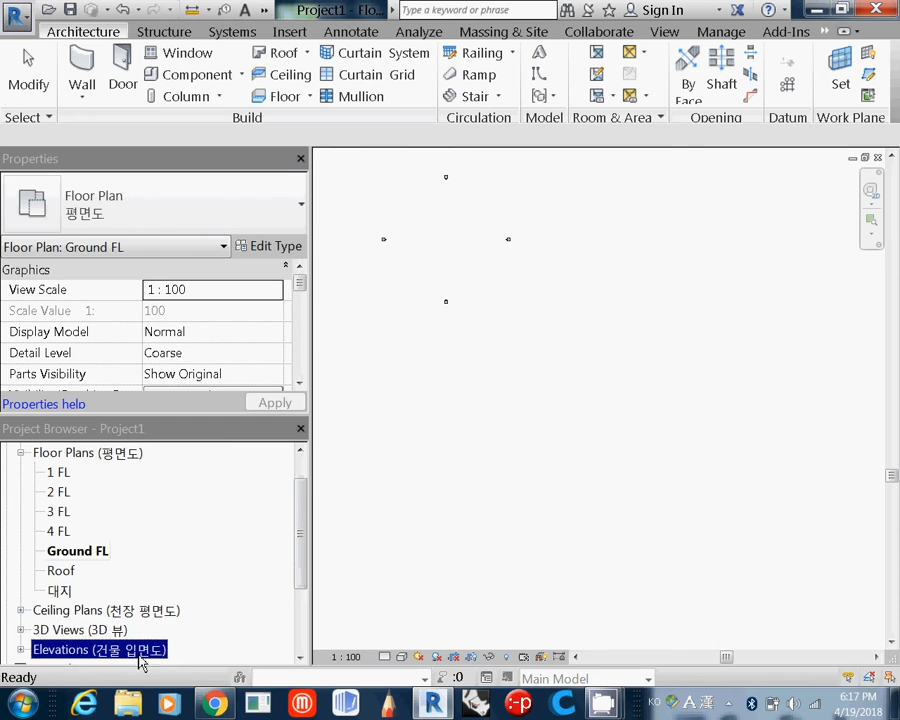 Project1 - Flo...
Type a keyword or phrase
Sign In
Architecture Structure Systems Insert Annotate Analyze Massing & Site Collaborate View Manage Add-Ins
Modify
Wall
Door
Window
Component
Column
Roof
Ceiling
Floor
Curtain System
Curtain Grid
Mullion
Railing
Ramp
Stair
By
Face
Shaft
Set
Select
Build
Circulation
Model
Room & Area
Opening
Datum
Work Plane
Properties
Floor Plan
평면도
Floor Plan: Ground FL
Edit Type
Graphics
View Scale 1 : 100
Scale Value 1: 100
Display Model Normal
Detail Level Coarse
Parts Visibility Show Original
Properties help
Apply
Project Browser - Project1
Floor Plans (평면도)
1 FL
2 FL
3 FL
4 FL
Ground FL
Roof
대지
Ceiling Plans (천장 평면도)
3D Views (3D 뷰)
Elevations (건물 입면도)
1 : 100
Ready
:0
Main Model
KO
A 漢
6:17 PM
4/19/2018